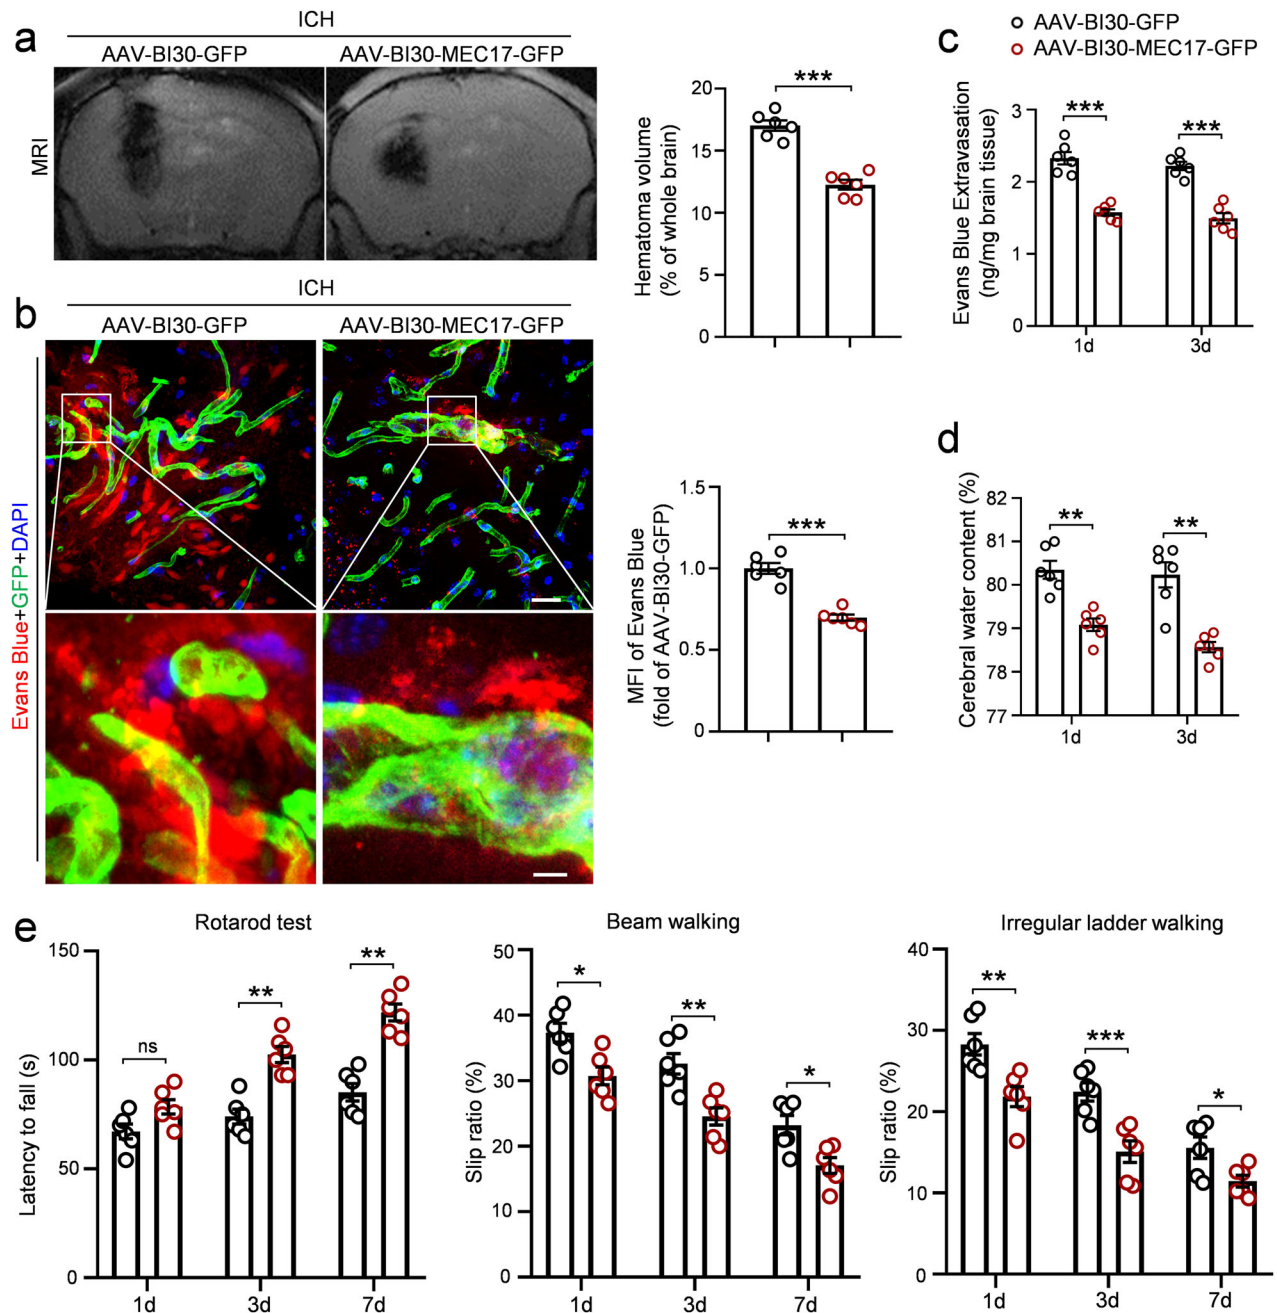 a
ICH
AAV-BI30-GFP
AAV-BI30-MEC17-GFP
MRI
Hematoma volume
(% of whole brain)
20
15
10
5
0
***
c
AAV-BI30-GFP
AAV-BI30-MEC17-GFP
Evans Blue Extravasation
(ng/mg brain tissue)
3
2
1
0
***
***
1d
3d
b
ICH
AAV-BI30-GFP
AAV-BI30-MEC17-GFP
Evans Blue+GFP+DAPI
MFI of Evans Blue
(fold of AAV-BI30-GFP)
1.5
1.0
0.5
0
***
d
Cerebral water content (%)
82
81
80
79
78
77
**
**
1d
3d
e
Rotarod test
Latency to fall (s)
150
100
50
0
ns
**
**
1d
3d
7d
Beam walking
Slip ratio (%)
50
40
30
20
10
0
*
**
*
1d
3d
7d
Irregular ladder walking
Slip ratio (%)
40
30
20
10
0
**
***
*
1d
3d
7d